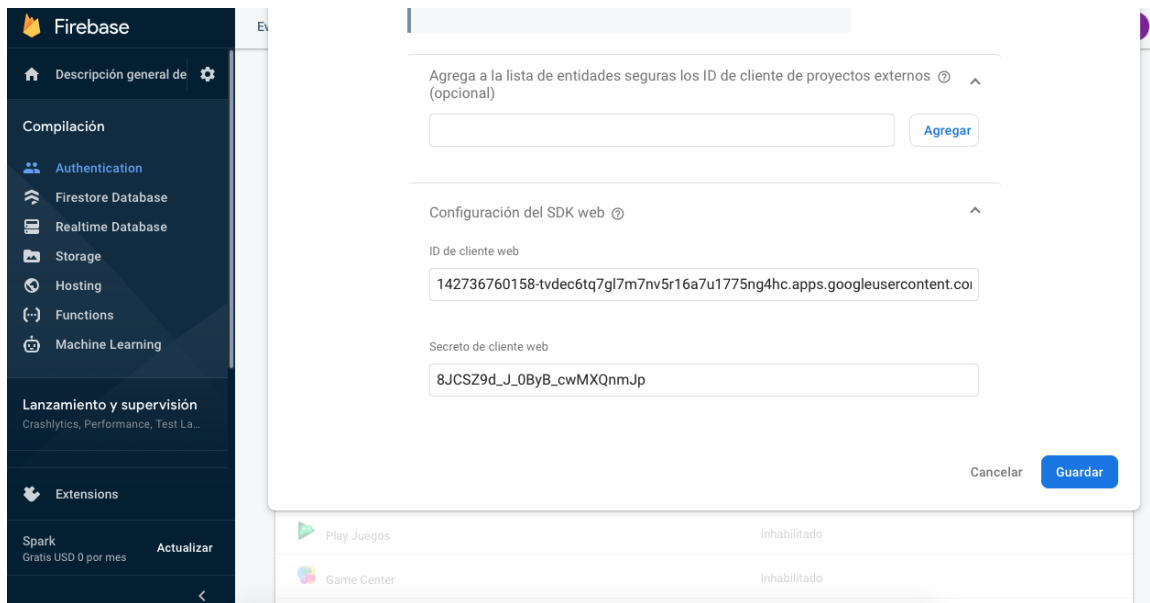 Firebase
Descripción general de
Compilación
Authentication
Firestore Database
Realtime Database
Storage
Hosting
Functions
Machine Learning
Lanzamiento y supervisión
Crashlytics, Performance, Test La...
Extensions
Spark
Gratis USD 0 por mes
Actualizar
Agrega a la lista de entidades seguras los ID de cliente de proyectos externos
(opcional)
Agregar
Configuración del SDK web
ID de cliente web
142736760158-tvdec6tq7gl7m7nv5r16a7u1775ng4hc.apps.googleusercontent.co
Secreto de cliente web
8JCSZ9d_J_0ByB_cwMXQnmJp
Cancelar
Guardar
Play Juegos
Inhabilitado
Game Center
Inhabilitado